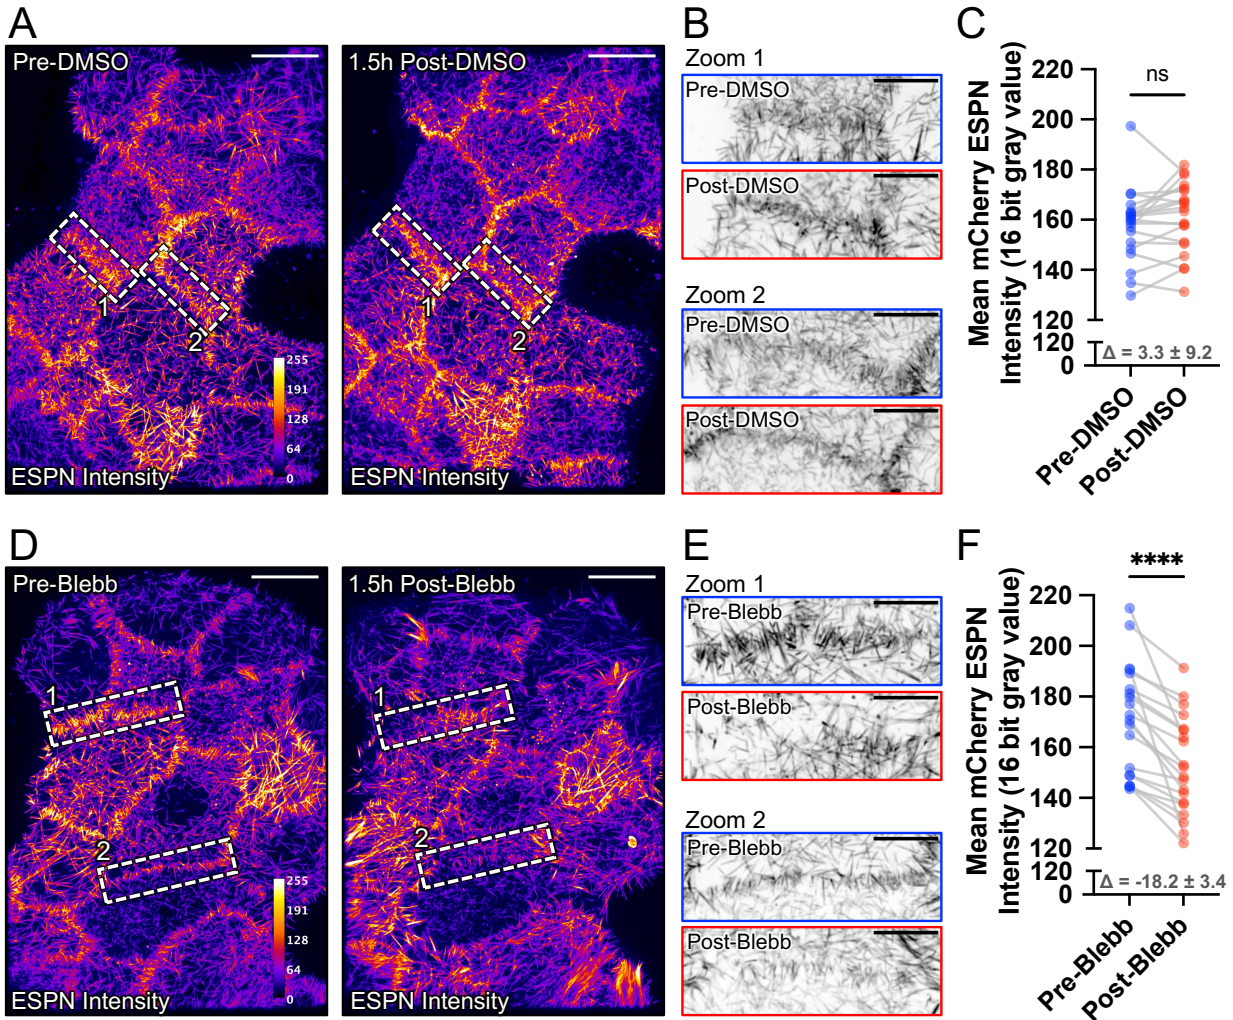 A
Pre-DMSO
1
2
255
191
128
64
0
ESPN Intensity
1.5h Post-DMSO
1
2
ESPN Intensity
B
Zoom 1
Pre-DMSO
Post-DMSO
Zoom 2
Pre-DMSO
Post-DMSO
C
Mean mCherry ESPN
Intensity (16 bit gray value)
220
200
180
160
140
120
120
0
ns
Δ = 3.3 ± 9.2
Pre-DMSO
Post-DMSO
D
Pre-Blebb
1
2
255
191
128
64
0
ESPN Intensity
1.5h Post-Blebb
1
2
ESPN Intensity
E
Zoom 1
Pre-Blebb
Post-Blebb
Zoom 2
Pre-Blebb
Post-Blebb
F
Mean mCherry ESPN
Intensity (16 bit gray value)
220
200
180
160
140
120
120
0
****
Δ = -18.2 ± 3.4
Pre-Blebb
Post-Blebb